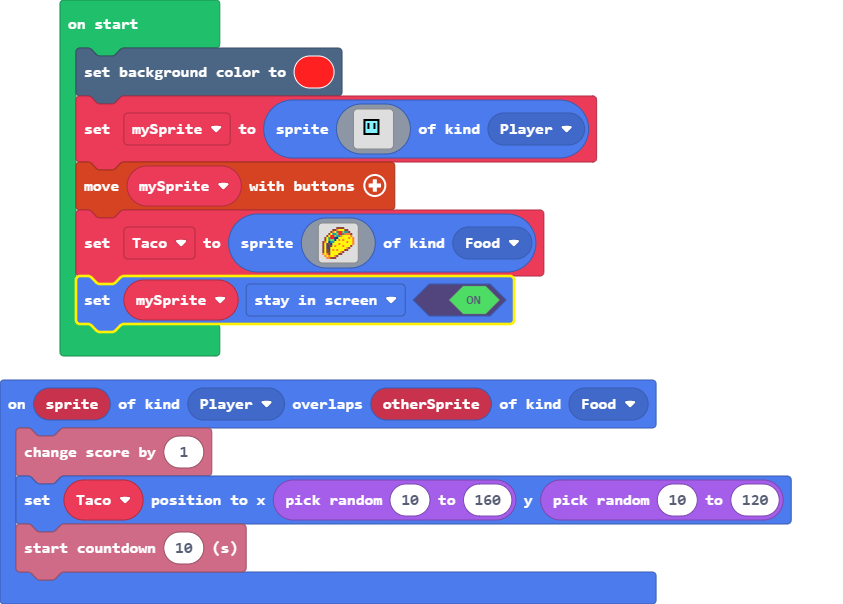 on start
set background color to
set mySprite to sprite of kind Player
move mySprite with buttons
set Taco to sprite of kind Food
set mySprite stay in screen ON
on sprite of kind Player overlaps otherSprite of kind Food
change score by 1
set Taco position to x pick random 10 to 160 y pick random 10 to 120
start countdown 10 (s)